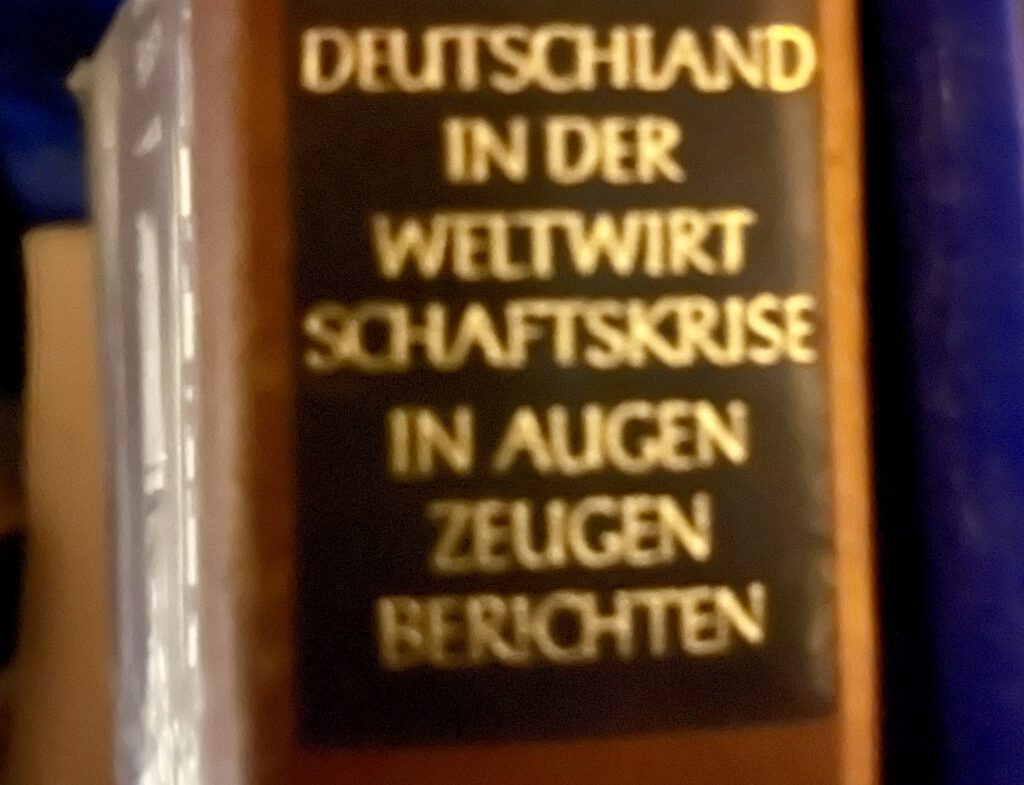 DEUTSCHLAND
IN DER
WELTWIRT
SCHAFTSKRISE
IN AUGEN
ZEUGEN
BERICHTEN